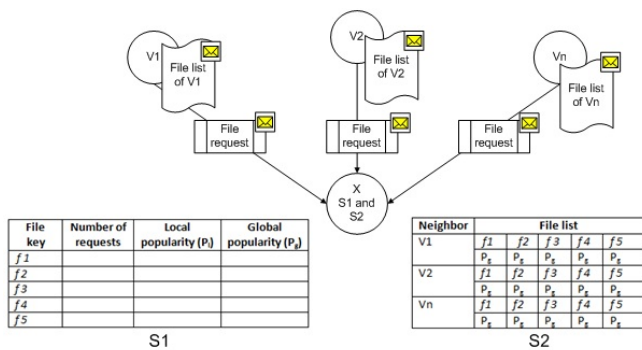 V1
File list
of V1
V2
File list
of V2
Vn
File list
of Vn
File
request
File
request
File
request
X
S1 and
S2
File key Number of requests Local popularity (Pl) Global popularity (Pg)
f1
f2
f3
f4
f5
S1
Neighbor File list
V1 f1 f2 f3 f4 f5
Pg Pg Pg Pg Pg
V2 f1 f2 f3 f4 f5
Pg Pg Pg Pg Pg
Vn f1 f2 f3 f4 f5
Pg Pg Pg Pg Pg
S2